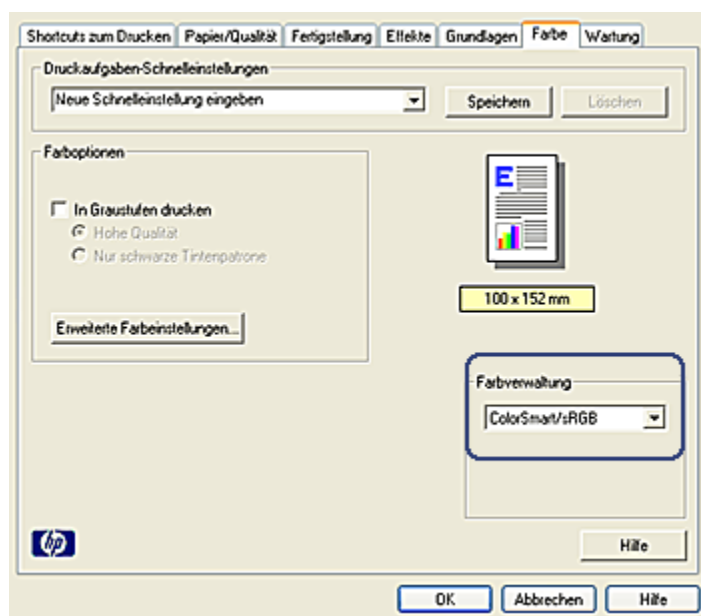 Shortcuts zum Drucken Papier/Qualität Fertigstellung Effekte Grundlagen Farbe Wartung
Druckaufgaben-Schnelleinstellungen
Neue Schnelleinstellung eingeben Speichern Löschen
Farboptionen
In Graustufen drucken
Hohe Qualität
Nur schwarze Tintenpatrone
Erweiterte Farbeinstellungen...
E
100 x 152 mm
Farbverwaltung
ColorSmart/sRGB
hp
Hilfe
OK Abbrechen Hilfe